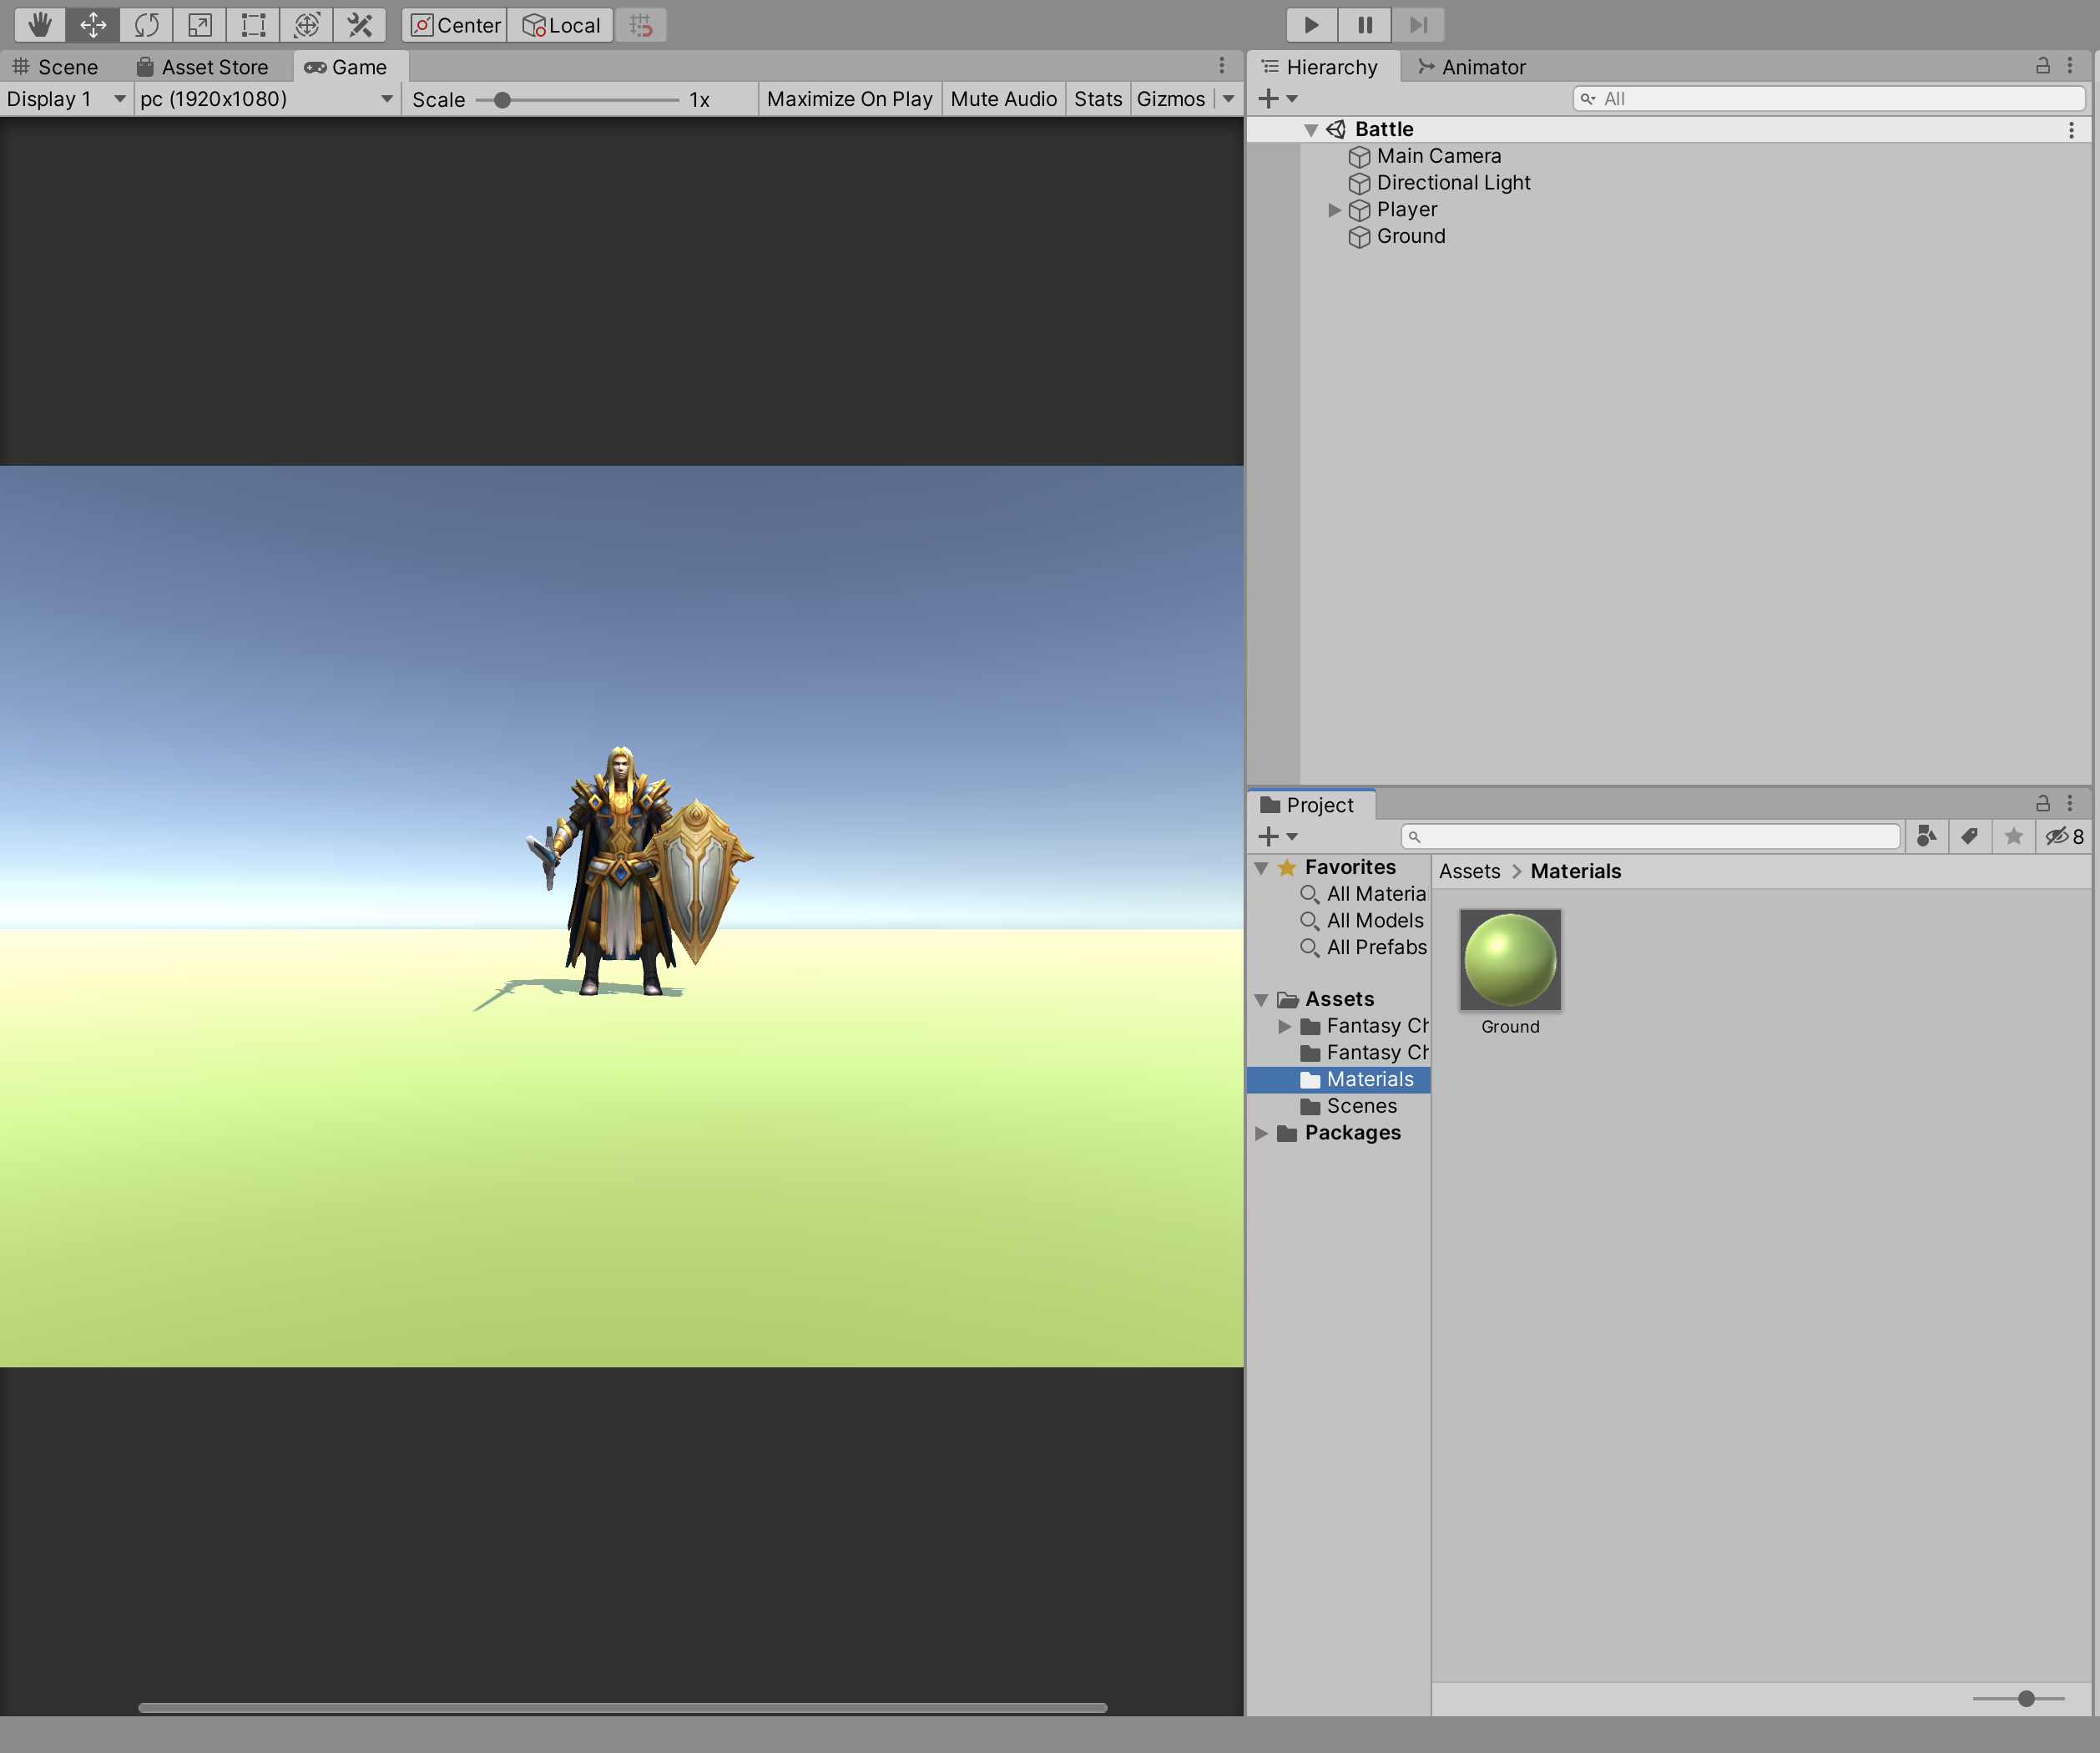 Center Local
Scene Asset Store Game
Display 1 pc (1920x1080) Scale 1x Maximize On Play Mute Audio Stats Gizmos
Hierarchy Animator
All
Battle
Main Camera
Directional Light
Player
Ground
Project
8
Favorites
All Materia
All Models
All Prefabs
Assets
Fantasy Ch
Fantasy Ch
Materials
Scenes
Packages
Assets > Materials
Ground